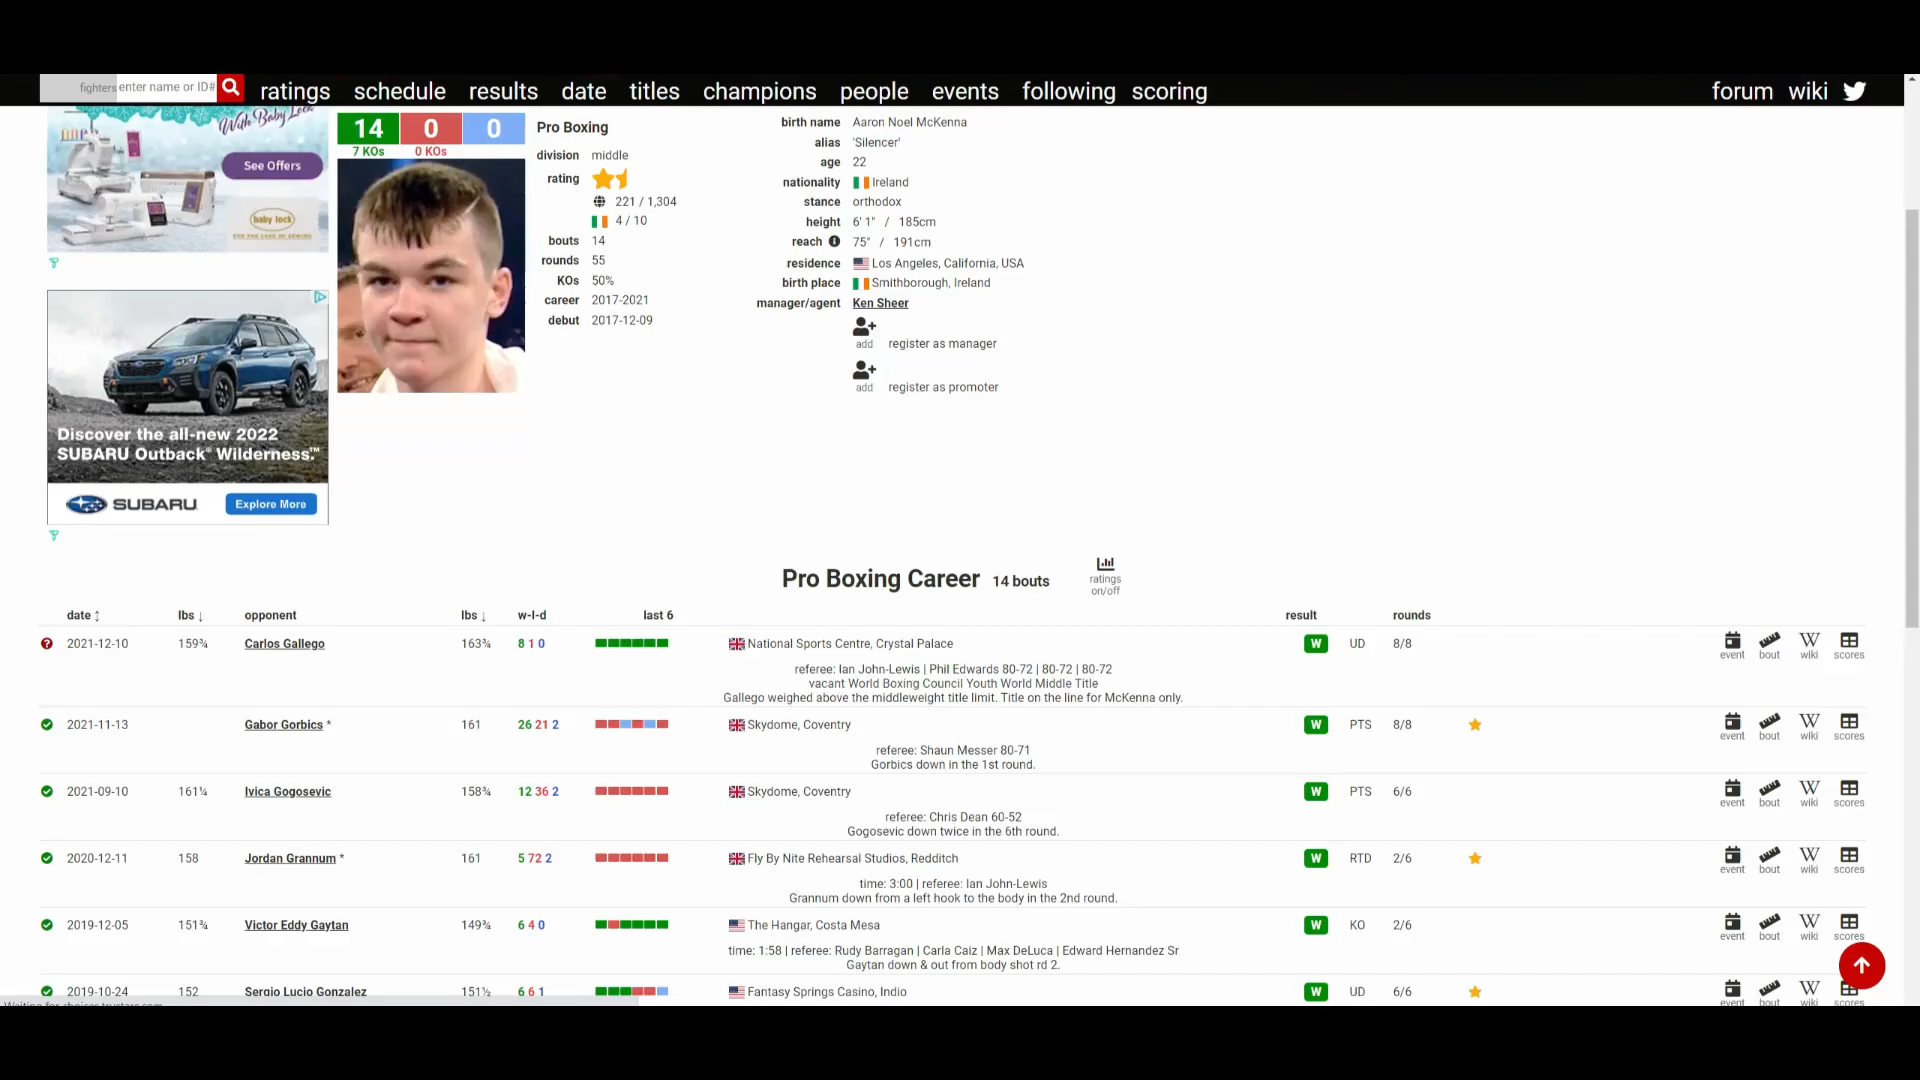 fighters enter name or ID# ratings schedule results date titles champions people events following scoring forum wiki
With Baby Lock
See Offers
baby lock
FOR THE LOVE OF SEWING
Discover the all-new 2022
SUBARU Outback® Wilderness.™
SUBARU Explore More
14 0 0
7 KOs 0 KOs
Pro Boxing
division middle
rating
221 / 1,304
4 / 10
bouts 14
rounds 55
KOs 50%
career 2017-2021
debut 2017-12-09
birth name Aaron Noel McKenna
alias 'Silencer'
age 22
nationality Ireland
stance orthodox
height 6' 1" / 185cm
reach 75" / 191cm
residence Los Angeles, California, USA
birth place Smithborough, Ireland
manager/agent Ken Sheer
add register as manager
add register as promoter
Pro Boxing Career 14 bouts
ratings
on/off
date lbs opponent lbs w-l-d last 6 result rounds
2021-12-10 159¾ Carlos Gallego 163¾ 8 1 0 National Sports Centre, Crystal Palace W UD 8/8 event bout wiki scores
referee: Ian John-Lewis | Phil Edwards 80-72 | 80-72 | 80-72
vacant World Boxing Council Youth World Middle Title
Gallego weighed above the middleweight title limit. Title on the line for McKenna only.
2021-11-13 Gabor Gorbics * 161 26 21 2 Skydome, Coventry W PTS 8/8 event bout wiki scores
referee: Shaun Messer 80-71
Gorbics down in the 1st round.
2021-09-10 161¼ Ivica Gogosevic 158¾ 12 36 2 Skydome, Coventry W PTS 6/6 event bout wiki scores
referee: Chris Dean 60-52
Gogosevic down twice in the 6th round.
2020-12-11 158 Jordan Grannum * 161 5 72 2 Fly By Nite Rehearsal Studios, Redditch W RTD 2/6 event bout wiki scores
time: 3:00 | referee: Ian John-Lewis
Grannum down from a left hook to the body in the 2nd round.
2019-12-05 151¾ Victor Eddy Gaytan 149¾ 6 4 0 The Hangar, Costa Mesa W KO 2/6 event bout wiki scores
time: 1:58 | referee: Rudy Barragan | Carla Caiz | Max DeLuca | Edward Hernandez Sr
Gaytan down & out from body shot rd 2.
2019-10-24 152 Sergio Lucio Gonzalez 151½ 6 6 1 Fantasy Springs Casino, Indio W UD 6/6 event bout wiki scores